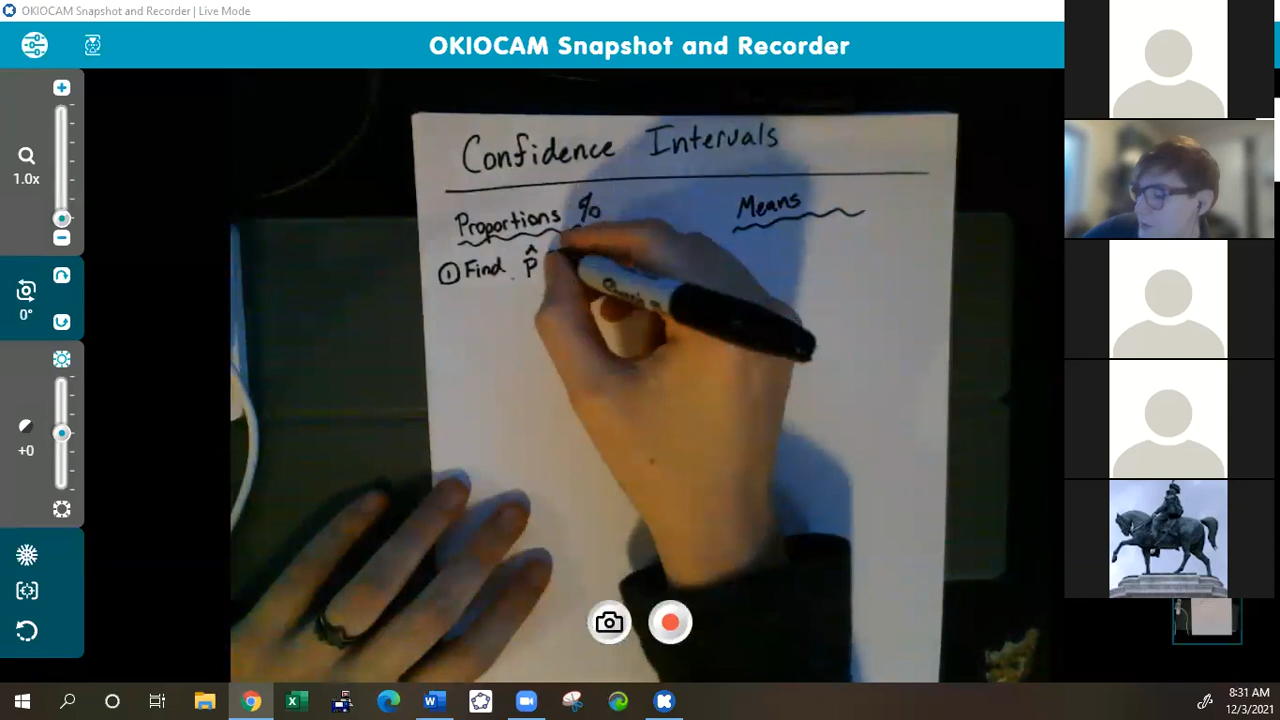 OKIOCAM Snapshot and Recorder | Live Mode
OKIOCAM Snapshot and Recorder
1.0x
0°
+0
Confidence Intervals
Proportions %
Means
① Find p̂
8:31 AM
12/3/2021